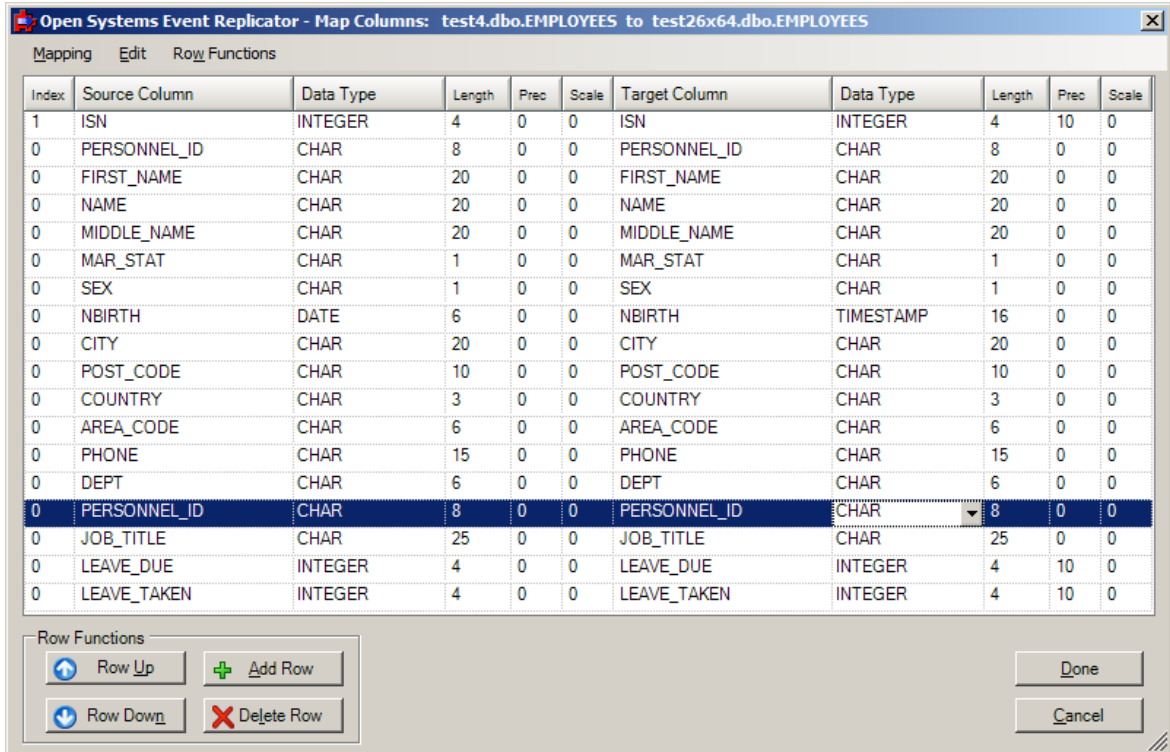 Open Systems Event Replicator - Map Columns: test4.dbo.EMPLOYEES to test26x64.dbo.EMPLOYEES
Mapping Edit Row Functions
Index Source Column Data Type Length Prec Scale Target Column Data Type Length Prec Scale
1 ISN INTEGER 4 0 0 ISN INTEGER 4 10 0
0 PERSONNEL_ID CHAR 8 0 0 PERSONNEL_ID CHAR 8 0 0
0 FIRST_NAME CHAR 20 0 0 FIRST_NAME CHAR 20 0 0
0 NAME CHAR 20 0 0 NAME CHAR 20 0 0
0 MIDDLE_NAME CHAR 20 0 0 MIDDLE_NAME CHAR 20 0 0
0 MAR_STAT CHAR 1 0 0 MAR_STAT CHAR 1 0 0
0 SEX CHAR 1 0 0 SEX CHAR 1 0 0
0 NBIRTH DATE 6 0 0 NBIRTH TIMESTAMP 16 0 0
0 CITY CHAR 20 0 0 CITY CHAR 20 0 0
0 POST_CODE CHAR 10 0 0 POST_CODE CHAR 10 0 0
0 COUNTRY CHAR 3 0 0 COUNTRY CHAR 3 0 0
0 AREA_CODE CHAR 6 0 0 AREA_CODE CHAR 6 0 0
0 PHONE CHAR 15 0 0 PHONE CHAR 15 0 0
0 DEPT CHAR 6 0 0 DEPT CHAR 6 0 0
0 PERSONNEL_ID CHAR 8 0 0 PERSONNEL_ID CHAR 8 0 0
0 JOB_TITLE CHAR 25 0 0 JOB_TITLE CHAR 25 0 0
0 LEAVE_DUE INTEGER 4 0 0 LEAVE_DUE INTEGER 4 10 0
0 LEAVE_TAKEN INTEGER 4 0 0 LEAVE_TAKEN INTEGER 4 10 0
Row Functions
Row Up Add Row Done
Row Down Delete Row Cancel